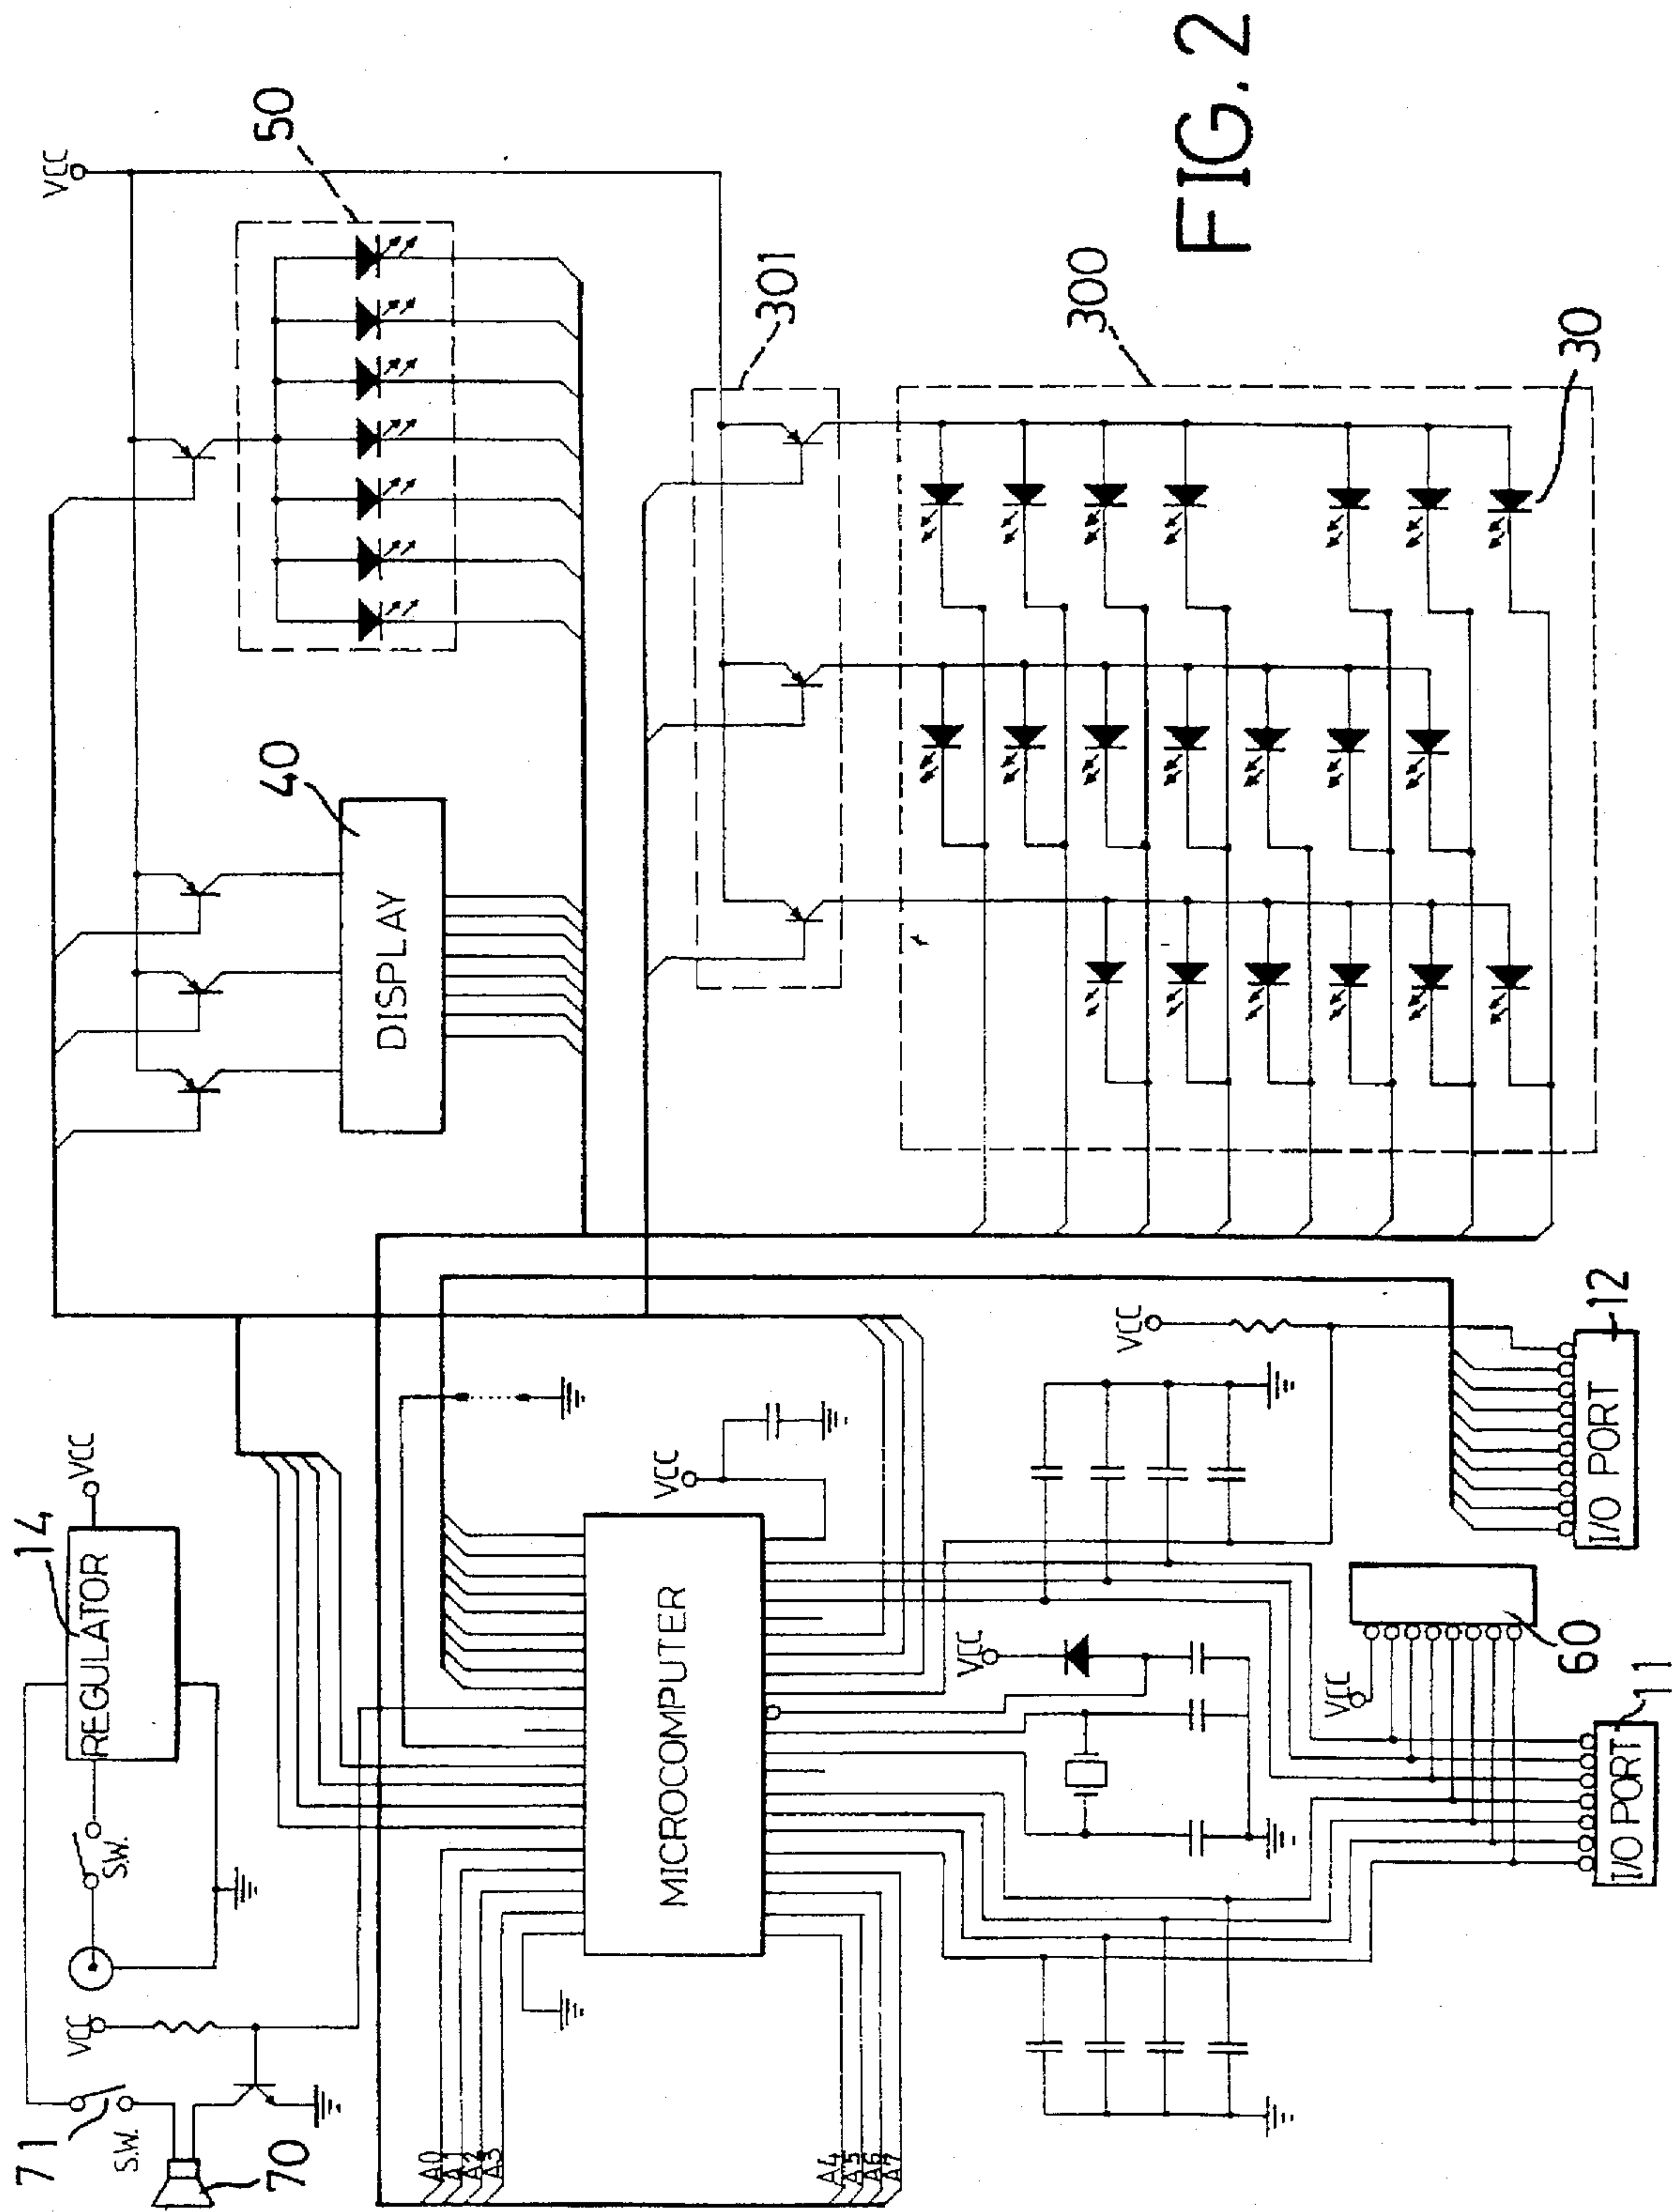 FIG. 2
VCC
50
40
DISPLAY
301
300
30
14
REGULATOR
VCC
S.W.
VCC
71
S.W.
70
MICROCOMPUTER
VCC
VCC
VCC
12
I/O PORT
60
VCC
11
I/O PORT
A0
A1
A2
A3
A4
A5
A6
A7